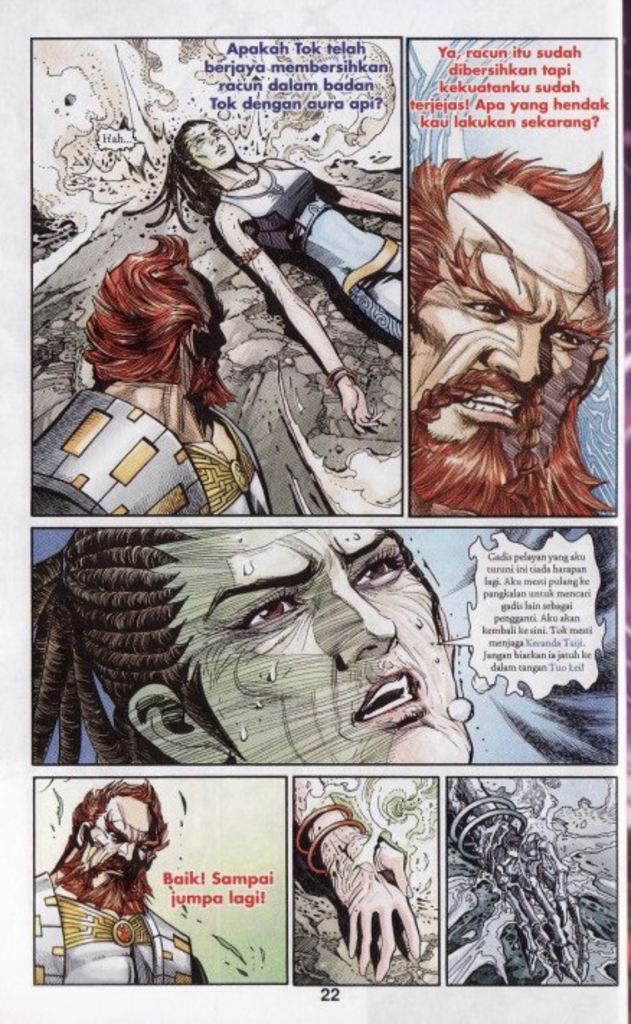 Apakah Tok telah
berjaya membersihkan
racun dalam badan
Tok dengan aura api?
Hah...
Ya, racun itu sudah
dibersihkan tapi
kekuatanku sudah
terjejas! Apa yang hendak
kau lakukan sekarang?
Gadis pelayan yang aku
turuni ini tiada harapan
lagi. Aku mesti pulang ke
pangkalan untuk mencari
gadis lain sebagai
pengganti. Aku akan
kembali ke sini. Tok mesti
menjaga Keranda Taiji.
Jangan biarkan ia jatuh ke
dalam tangan Tuo Lei!
Baik! Sampai
jumpa lagi!
22